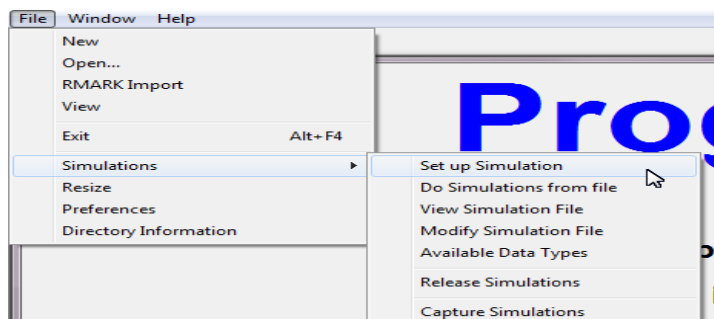 File Window Help
New
Open...
RMARK Import
View
Prog
Exit Alt+F4
Simulations
Set up Simulation
Resize
Do Simulations from file
Preferences
View Simulation File
Directory Information
Modify Simulation File
Available Data Types
Release Simulations
Capture Simulations